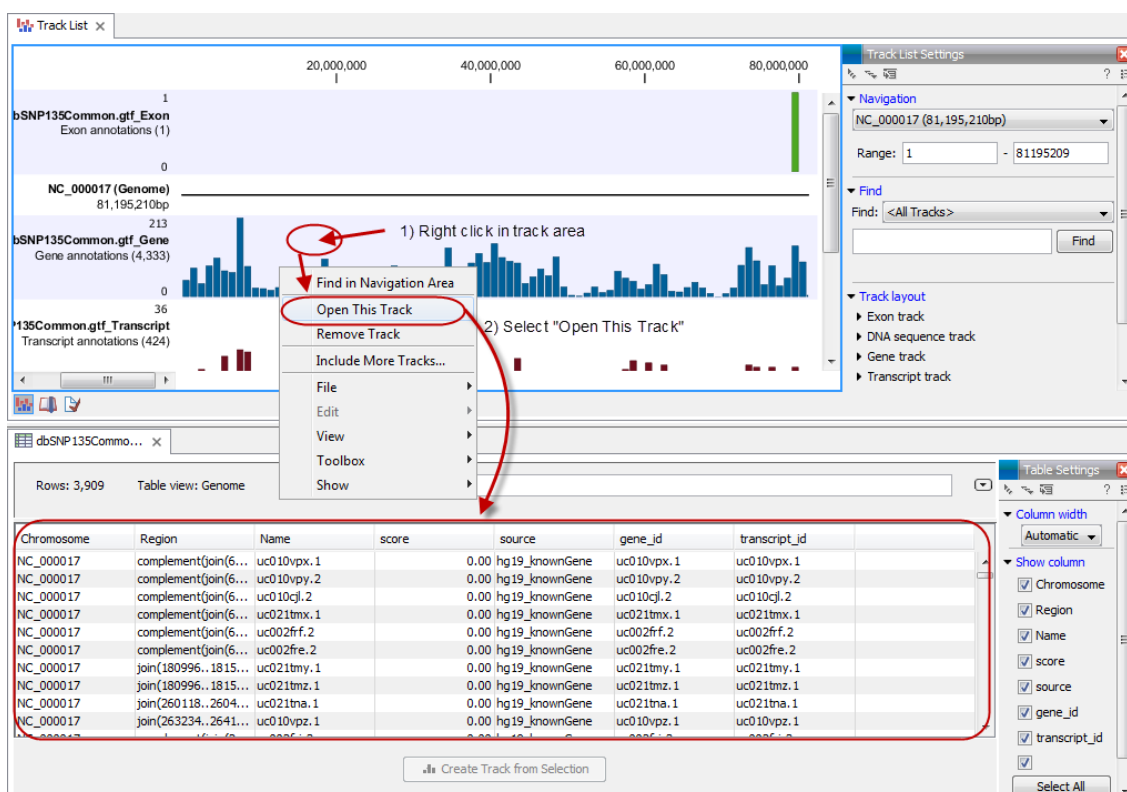 Track List
20,000,000 40,000,000 60,000,000 80,000,000
1
bSNP135Common.gtf_Exon
Exon annotations (1)
0
NC_000017 (Genome)
81,195,210bp
213
bSNP135Common.gtf_Gene
Gene annotations (4,333)
0
36
135Common.gtf_Transcript
Transcript annotations (424)
1) Right click in track area
2) Select "Open This Track"
Find in Navigation Area
Open This Track
Remove Track
Include More Tracks...
File
Edit
View
Toolbox
Show
Track List Settings
?
Navigation
NC_000017 (81,195,210bp)
Range: 1 - 81195209
Find
Find: <All Tracks>
Find
Track layout
Exon track
DNA sequence track
Gene track
Transcript track
dbSNP135Commo...
Rows: 3,909 Table view: Genome
Chromosome Region Name score source gene_id transcript_id
NC_000017 complement(join(6... uc010vpx.1 0.00 hg19_knownGene uc010vpx.1 uc010vpx.1
NC_000017 complement(join(6... uc010vpy.2 0.00 hg19_knownGene uc010vpy.2 uc010vpy.2
NC_000017 complement(join(6... uc010cjl.2 0.00 hg19_knownGene uc010cjl.2 uc010cjl.2
NC_000017 complement(join(6... uc021tmx.1 0.00 hg19_knownGene uc021tmx.1 uc021tmx.1
NC_000017 complement(join(6... uc002frf.2 0.00 hg19_knownGene uc002frf.2 uc002frf.2
NC_000017 complement(join(6... uc002fre.2 0.00 hg19_knownGene uc002fre.2 uc002fre.2
NC_000017 join(180996..1815... uc021tmy.1 0.00 hg19_knownGene uc021tmy.1 uc021tmy.1
NC_000017 join(180996..1815... uc021tmz.1 0.00 hg19_knownGene uc021tmz.1 uc021tmz.1
NC_000017 join(260118..2604... uc021tna.1 0.00 hg19_knownGene uc021tna.1 uc021tna.1
NC_000017 join(263234..2641... uc010vpz.1 0.00 hg19_knownGene uc010vpz.1 uc010vpz.1
Create Track from Selection
Table Settings
?
Column width
Automatic
Show column
Chromosome
Region
Name
score
source
gene_id
transcript_id
Select All